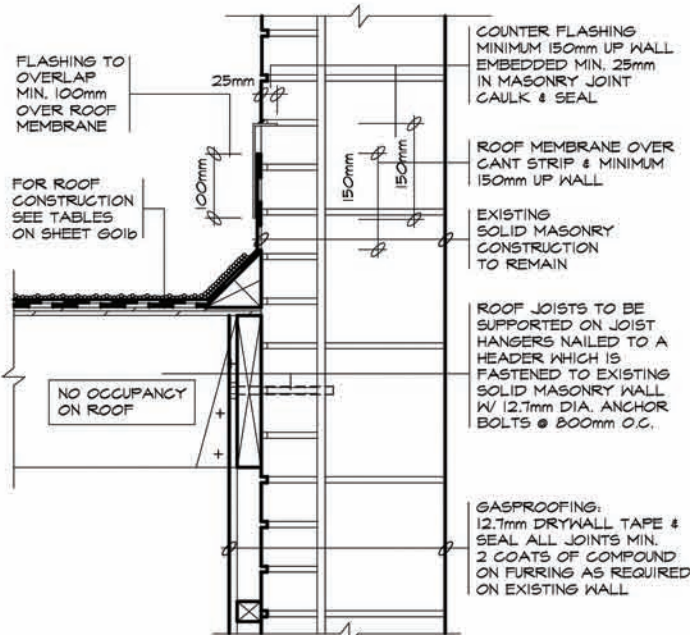 FLASHING TO
OVERLAP
MIN. 100mm
OVER ROOF
MEMBRANE
FOR ROOF
CONSTRUCTION
SEE TABLES
ON SHEET G016
25mm
100mm
150mm
150mm
NO OCCUPANCY
ON ROOF
COUNTER FLASHING
MINIMUM 150mm UP WALL
EMBEDDED MIN. 25mm
IN MASONRY JOINT
CAULK & SEAL
ROOF MEMBRANE OVER
CANT STRIP & MINIMUM
150mm UP WALL
EXISTING
SOLID MASONRY
CONSTRUCTION
TO REMAIN
ROOF JOISTS TO BE
SUPPORTED ON JOIST
HANGERS NAILED TO A
HEADER WHICH IS
FASTENED TO EXISTING
SOLID MASONRY WALL
W/ 12.7mm DIA. ANCHOR
BOLTS @ 800mm O.C.
GASPROOFING:
12.7mm DRYWALL TAPE &
SEAL ALL JOINTS MIN.
2 COATS OF COMPOUND
ON FURRING AS REQUIRED
ON EXISTING WALL